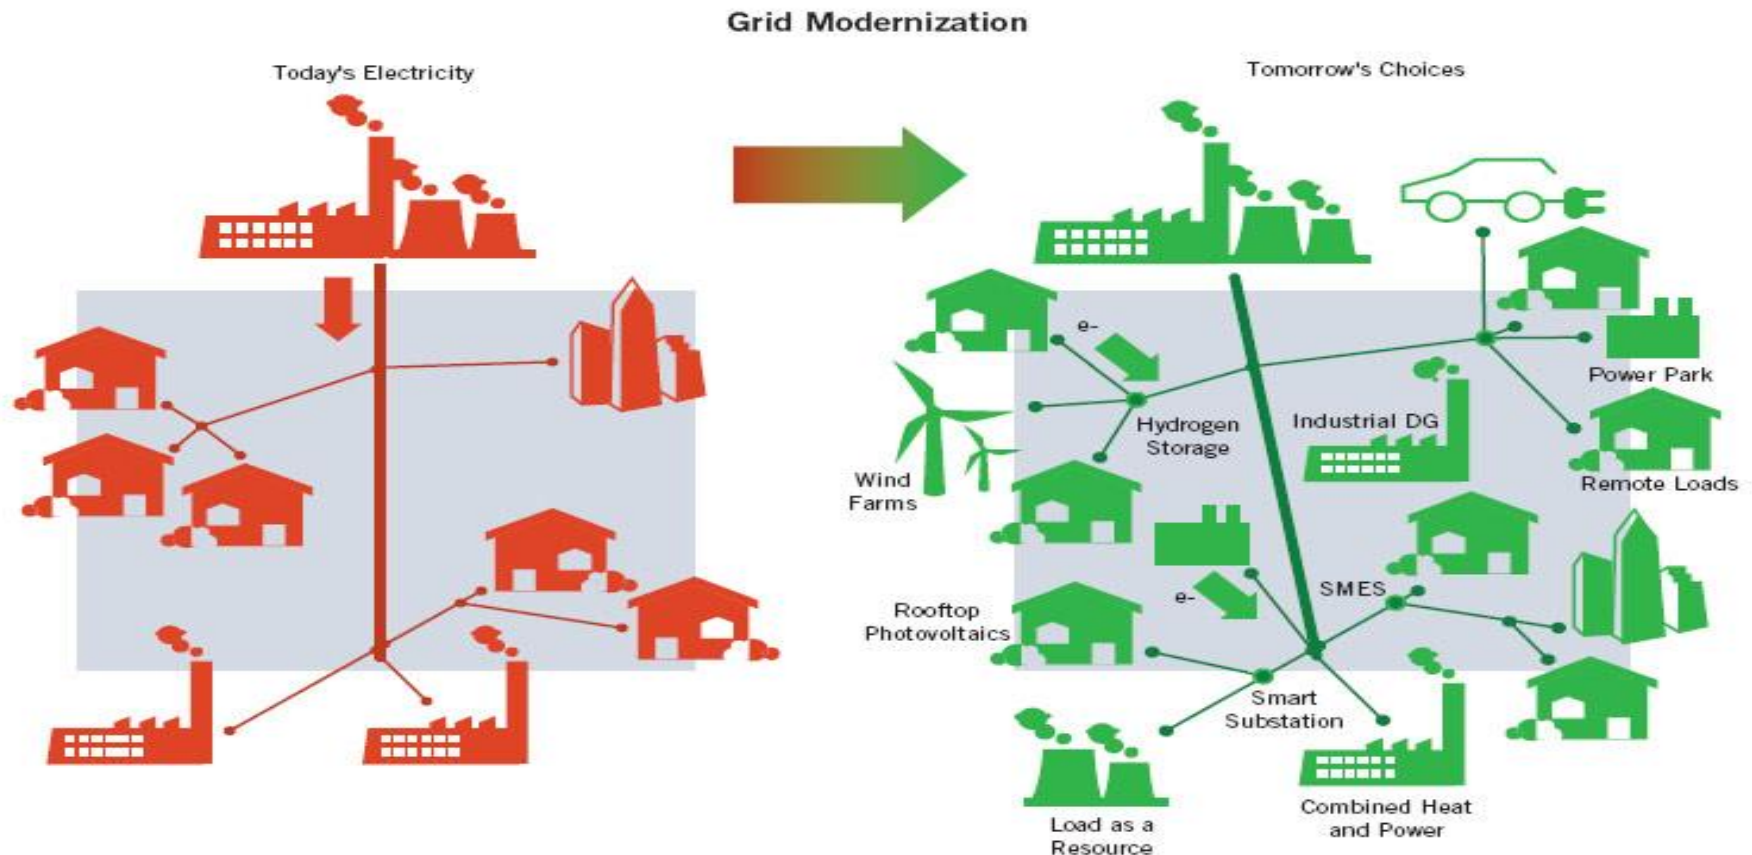 Grid Modernization
Today's Electricity
Tomorrow's Choices
e-
Power Park
Hydrogen
Storage
Industrial DG
Wind
Farms
Remote Loads
Rooftop
Photovoltaics
e-
SMES
Smart
Substation
Load as a
Resource
Combined Heat
and Power